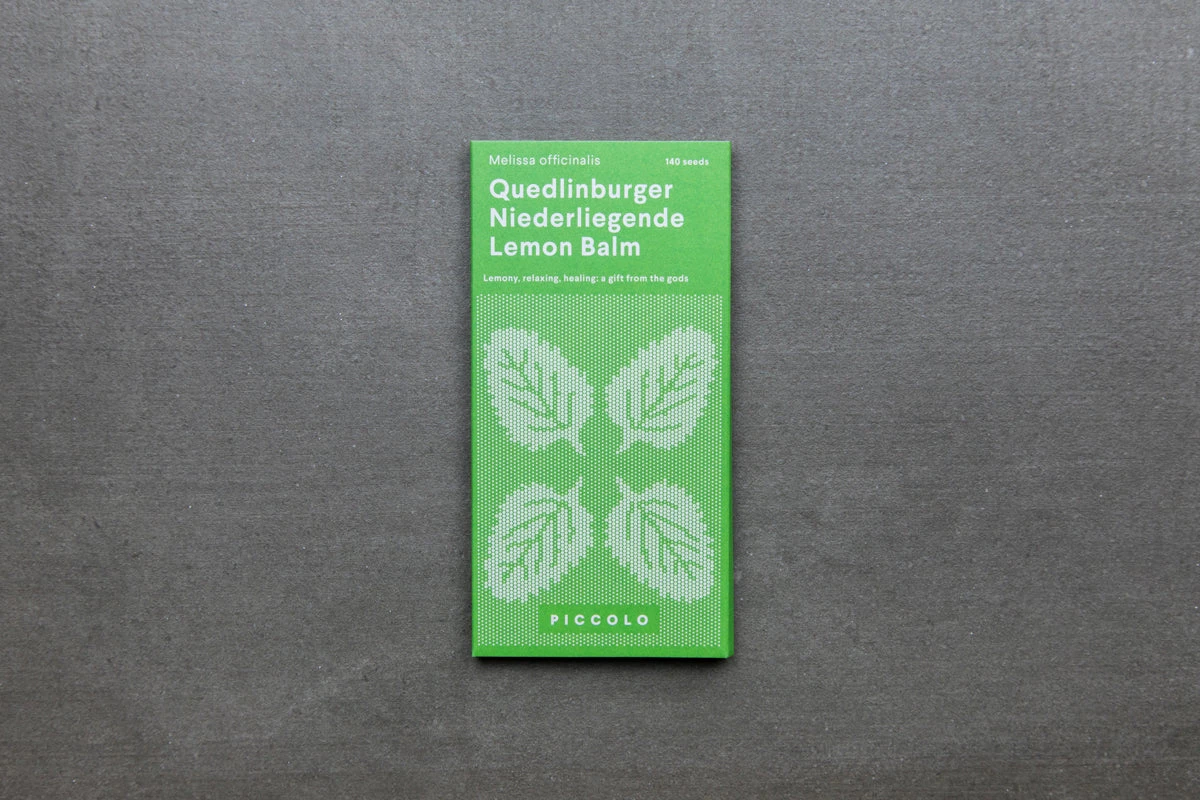 Melissa officinalis 140 seeds
Quedlinburger
Niederliegende
Lemon Balm
Lemony, relaxing, healing: a gift from the gods
PICCOLO